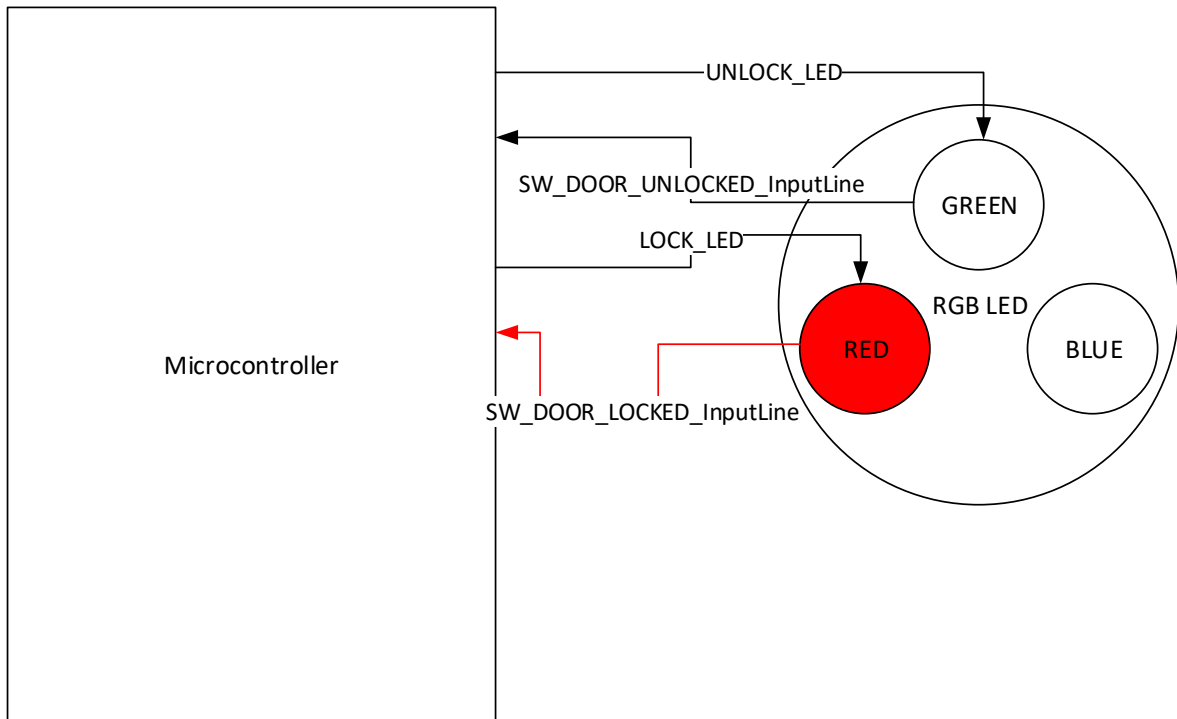 UNLOCK_LED
SW_DOOR_UNLOCKED_InputLine
GREEN
LOCK_LED
RGB LED
Microcontroller
RED
BLUE
SW_DOOR_LOCKED_InputLine